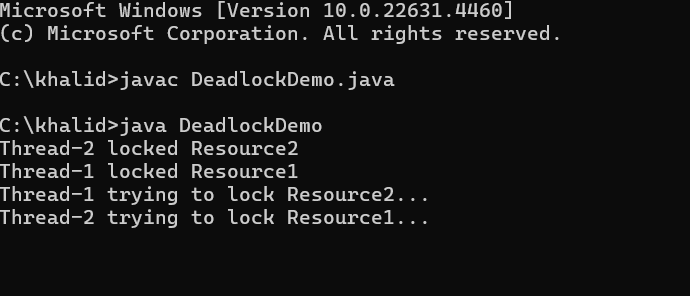 Microsoft Windows [Version 10.0.22631.4460]
(c) Microsoft Corporation. All rights reserved.
C:\khalid>javac DeadlockDemo.java
C:\khalid>java DeadlockDemo
Thread-2 locked Resource2
Thread-1 locked Resource1
Thread-1 trying to lock Resource2...
Thread-2 trying to lock Resource1...